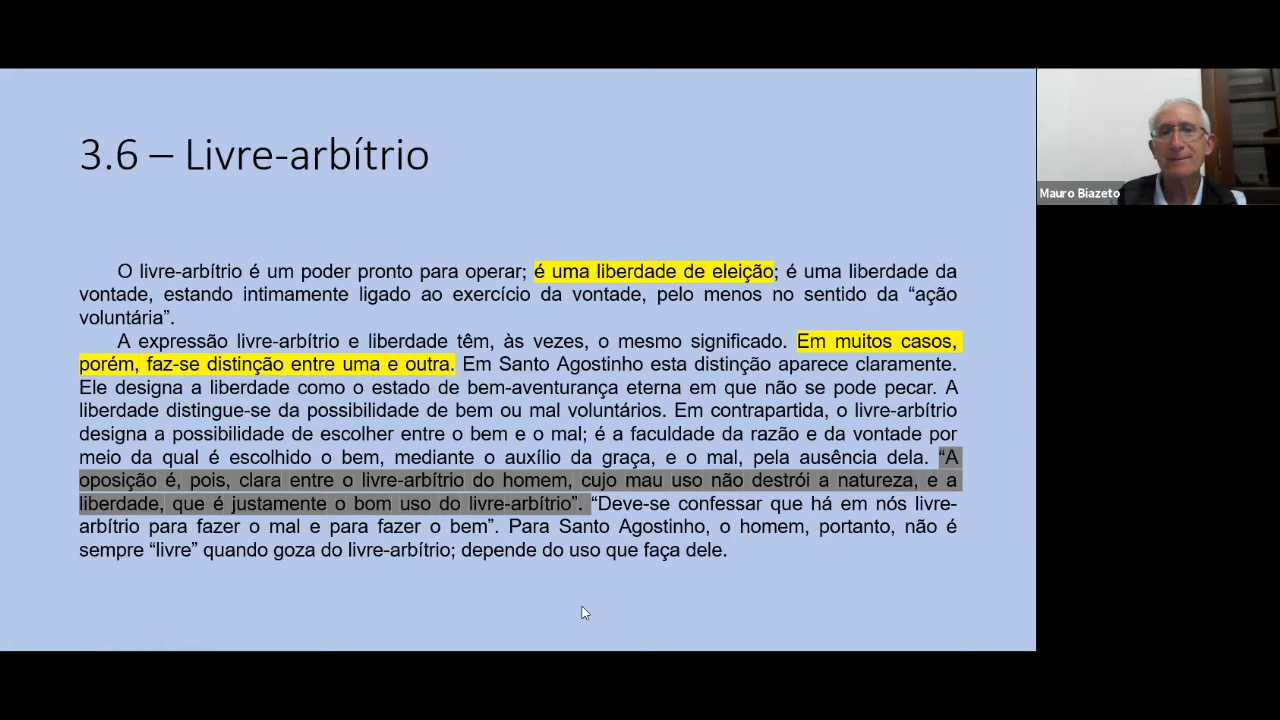 3.6 – Livre-arbítrio
O livre-arbítrio é um poder pronto para operar; é uma liberdade de eleição; é uma liberdade da
vontade, estando intimamente ligado ao exercício da vontade, pelo menos no sentido da “ação
voluntária”.
A expressão livre-arbítrio e liberdade têm, às vezes, o mesmo significado. Em muitos casos,
porém, faz-se distinção entre uma e outra. Em Santo Agostinho esta distinção aparece claramente.
Ele designa a liberdade como o estado de bem-aventurança eterna em que não se pode pecar. A
liberdade distingue-se da possibilidade de bem ou mal voluntários. Em contrapartida, o livre-arbítrio
designa a possibilidade de escolher entre o bem e o mal; é a faculdade da razão e da vontade por
meio da qual é escolhido o bem, mediante o auxílio da graça, e o mal, pela ausência dela. “A
oposição é, pois, clara entre o livre-arbítrio do homem, cujo mau uso não destrói a natureza, e a
liberdade, que é justamente o bom uso do livre-arbítrio”. “Deve-se confessar que há em nós livre-
arbítrio para fazer o mal e para fazer o bem”. Para Santo Agostinho, o homem, portanto, não é
sempre “livre” quando goza do livre-arbítrio; depende do uso que faça dele.
Mauro Biazeto